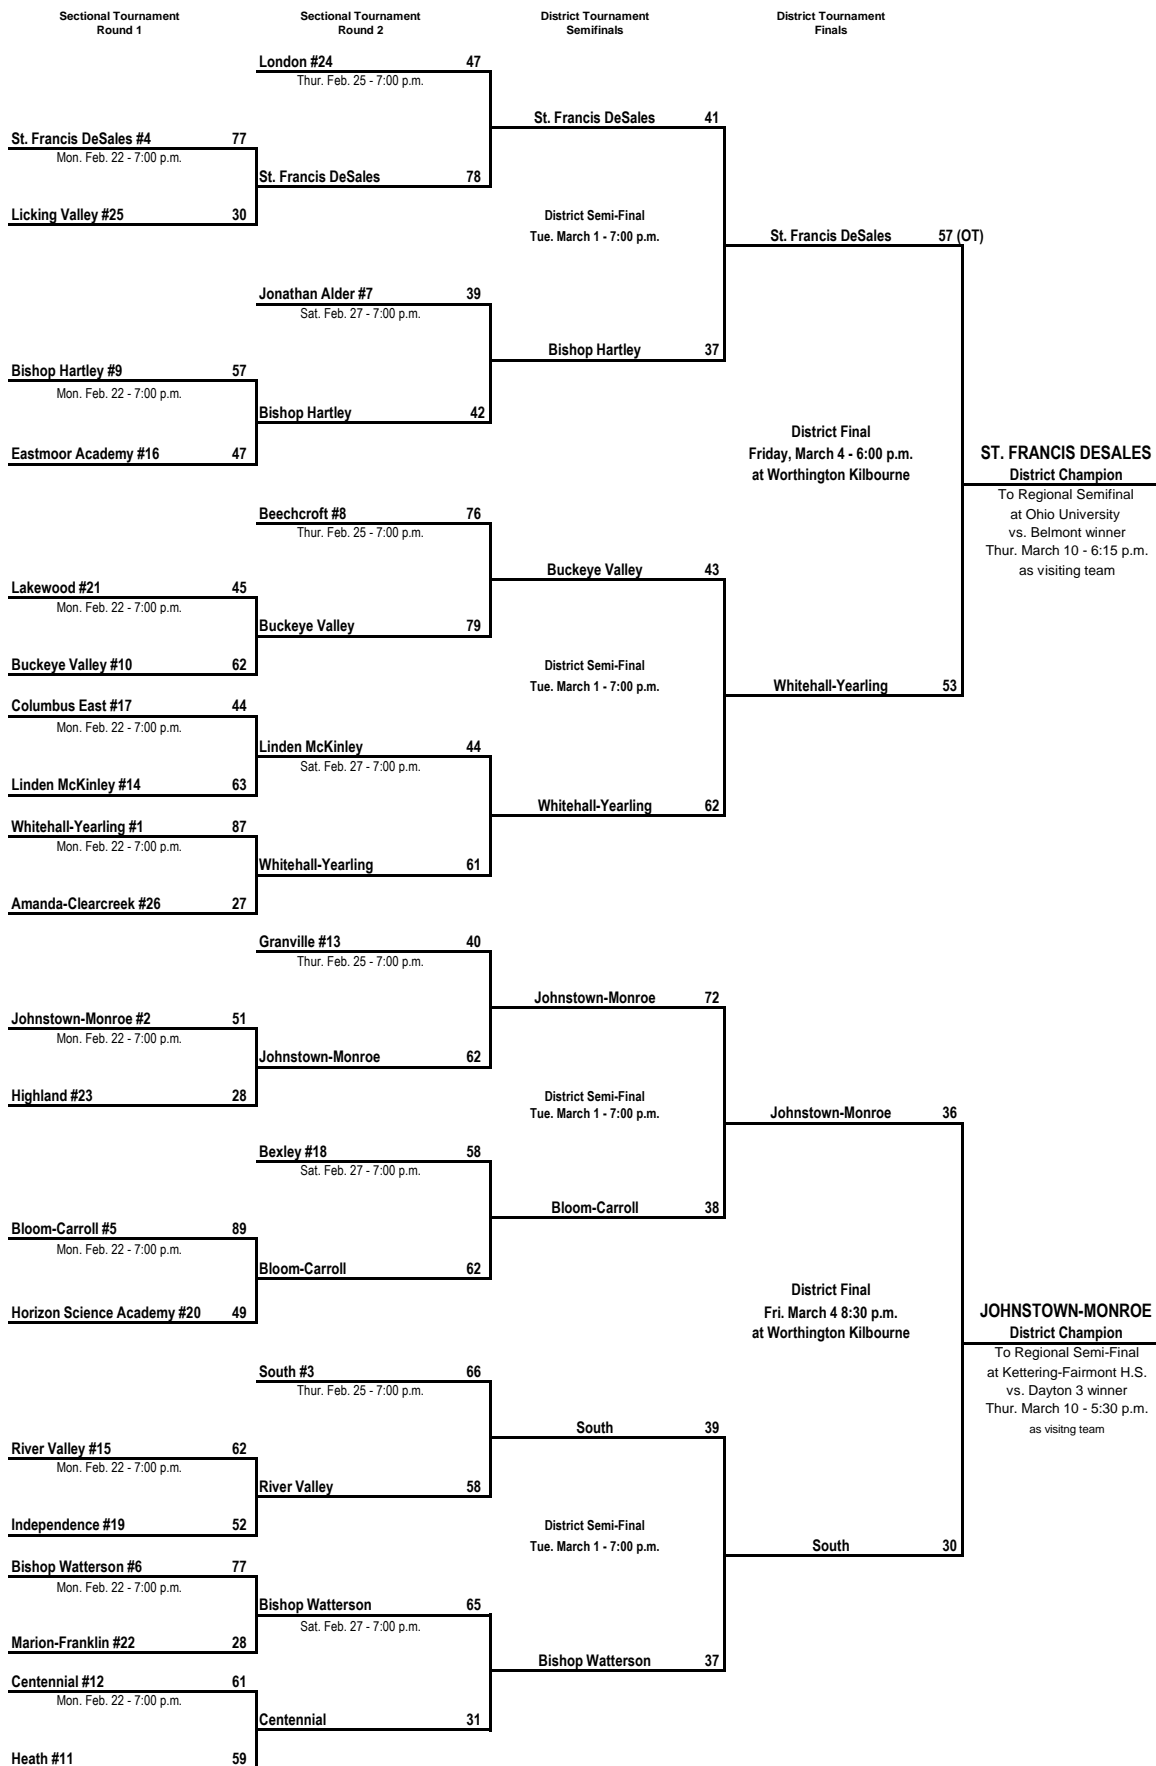 Sectional Tournament
Round 1
Sectional Tournament
Round 2
District Tournament
Semifinals
District Tournament
Finals
London #24 47
Thur. Feb. 25 - 7:00 p.m.
St. Francis DeSales 41
St. Francis DeSales #4 77
Mon. Feb. 22 - 7:00 p.m.
St. Francis DeSales 78
Licking Valley #25 30
District Semi-Final
Tue. March 1 - 7:00 p.m.
St. Francis DeSales 57 (OT)
Jonathan Alder #7 39
Sat. Feb. 27 - 7:00 p.m.
Bishop Hartley 37
Bishop Hartley #9 57
Mon. Feb. 22 - 7:00 p.m.
Bishop Hartley 42
Eastmoor Academy #16 47
District Final
Friday, March 4 - 6:00 p.m.
at Worthington Kilbourne
ST. FRANCIS DESALES
District Champion
To Regional Semifinal
at Ohio University
vs. Belmont winner
Thur. March 10 - 6:15 p.m.
as visiting team
Beechcroft #8 76
Thur. Feb. 25 - 7:00 p.m.
Buckeye Valley 43
Lakewood #21 45
Mon. Feb. 22 - 7:00 p.m.
Buckeye Valley 79
Buckeye Valley #10 62
District Semi-Final
Tue. March 1 - 7:00 p.m.
Whitehall-Yearling 53
Columbus East #17 44
Mon. Feb. 22 - 7:00 p.m.
Linden McKinley 44
Sat. Feb. 27 - 7:00 p.m.
Linden McKinley #14 63
Whitehall-Yearling 62
Whitehall-Yearling #1 87
Mon. Feb. 22 - 7:00 p.m.
Whitehall-Yearling 61
Amanda-Clearcreek #26 27
Granville #13 40
Thur. Feb. 25 - 7:00 p.m.
Johnstown-Monroe 72
Johnstown-Monroe #2 51
Mon. Feb. 22 - 7:00 p.m.
Johnstown-Monroe 62
Highland #23 28
District Semi-Final
Tue. March 1 - 7:00 p.m.
Johnstown-Monroe 36
Bexley #18 58
Sat. Feb. 27 - 7:00 p.m.
Bloom-Carroll 38
Bloom-Carroll #5 89
Mon. Feb. 22 - 7:00 p.m.
Bloom-Carroll 62
Horizon Science Academy #20 49
District Final
Fri. March 4 8:30 p.m.
at Worthington Kilbourne
JOHNSTOWN-MONROE
District Champion
To Regional Semi-Final
at Kettering-Fairmont H.S.
vs. Dayton 3 winner
Thur. March 10 - 5:30 p.m.
as visitng team
South #3 66
Thur. Feb. 25 - 7:00 p.m.
South 39
River Valley #15 62
Mon. Feb. 22 - 7:00 p.m.
River Valley 58
Independence #19 52
District Semi-Final
Tue. March 1 - 7:00 p.m.
South 30
Bishop Watterson #6 77
Mon. Feb. 22 - 7:00 p.m.
Bishop Watterson 65
Sat. Feb. 27 - 7:00 p.m.
Marion-Franklin #22 28
Bishop Watterson 37
Centennial #12 61
Mon. Feb. 22 - 7:00 p.m.
Centennial 31
Heath #11 59